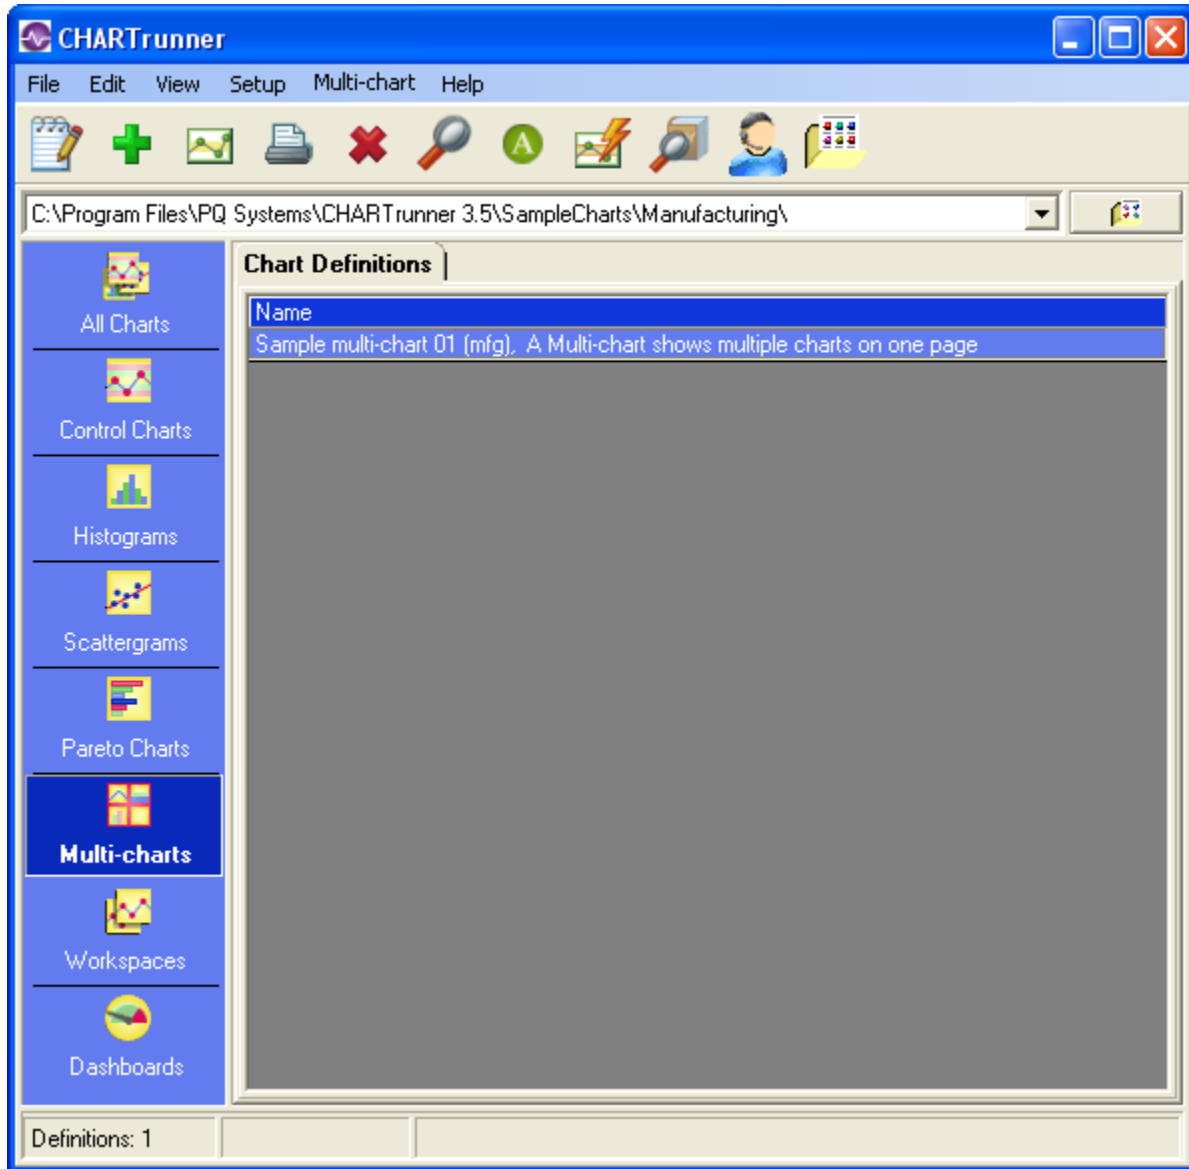 CHARTrunner
File Edit View Setup Multi-chart Help
A
C:\Program Files\PQ Systems\CHARTrunner 3.5\SampleCharts\Manufacturing\
All Charts
Control Charts
Histograms
Scattergrams
Pareto Charts
Multi-charts
Workspaces
Dashboards
Chart Definitions
Name
Sample multi-chart 01 (mfg), A Multi-chart shows multiple charts on one page
Definitions: 1